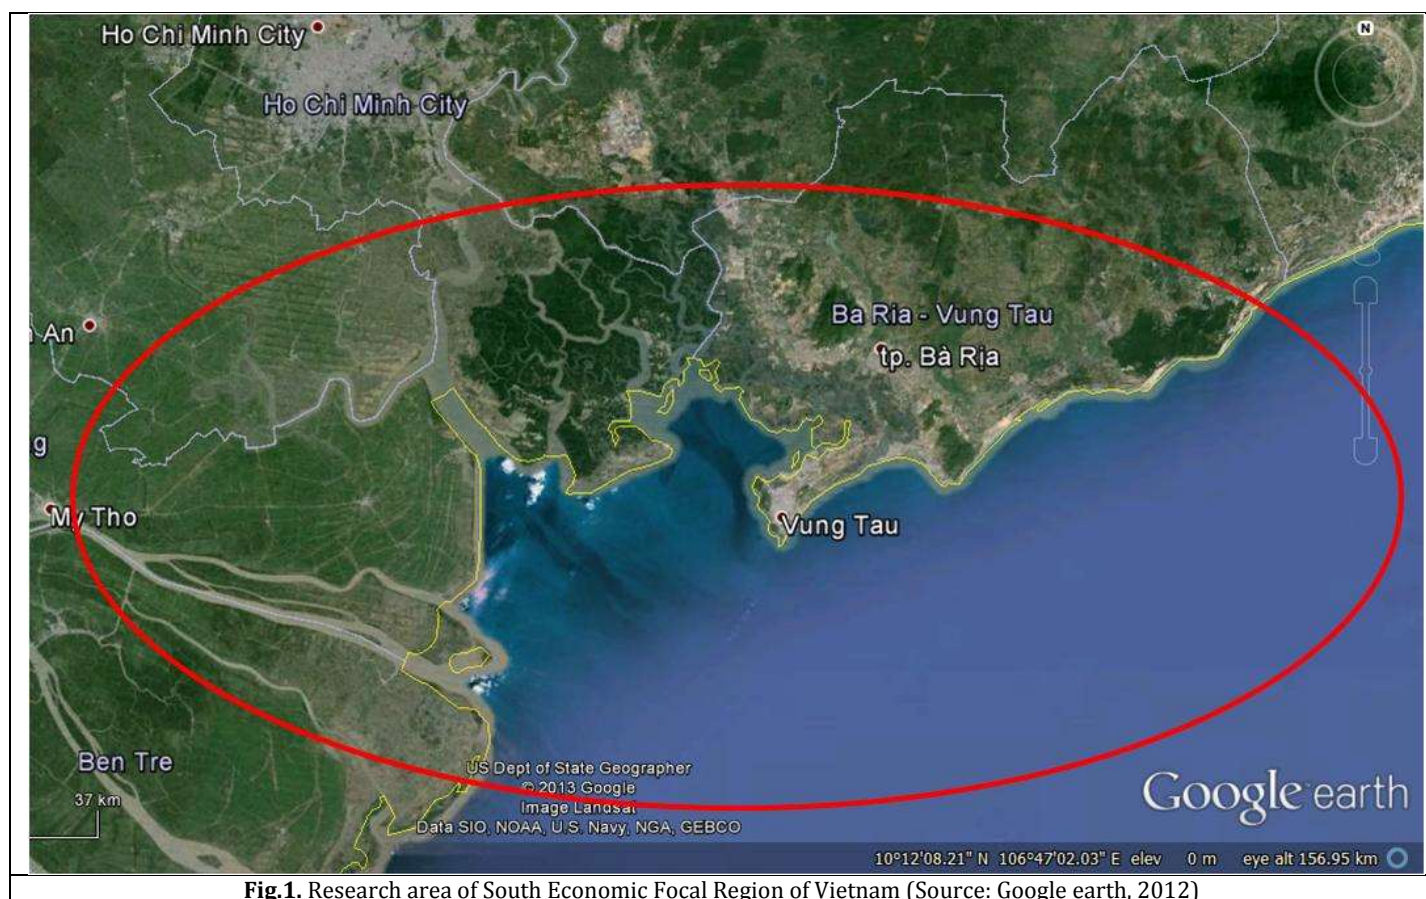 Ho Chi Minh City
Ho Chi Minh City
N
Ba Ria - Vung Tau
An
tp. Bà Rịa
g
My Tho
Vung Tau
Ben Tre
37 km
US Dept of State Geographer
© 2013 Google
Image Landsat
Data SIO, NOAA, U.S. Navy, NGA, GEBCO
Google earth
10°12'08.21" N 106°47'02.03" E elev 0 m eye alt 156.95 km
Fig.1. Research area of South Economic Focal Region of Vietnam (Source: Google earth, 2012)